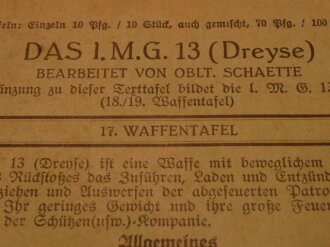 feln: Einzeln 10 Pfg. / 10 Stück, auch gemischt, 70 Pfg. / 100
DAS l. M. G. 13 (Dreyse)
BEARBEITET VON OBLT. SCHAETTE
änzung zu dieser Texttafel bildet die l. M. G. 13
(18./19. Waffentafel)
17. WAFFENTAFEL
13 (Dreyse) ist eine Waffe mit beweglichem
Rückstoßes das Zuführen, Laden und Entzünd
ziehen und Auswerfen der abgefeuerten Patro
Ihr geringes Gewicht und ihre große Feuer
der Schützen(usw.)-Kompanie.
Allgemeines